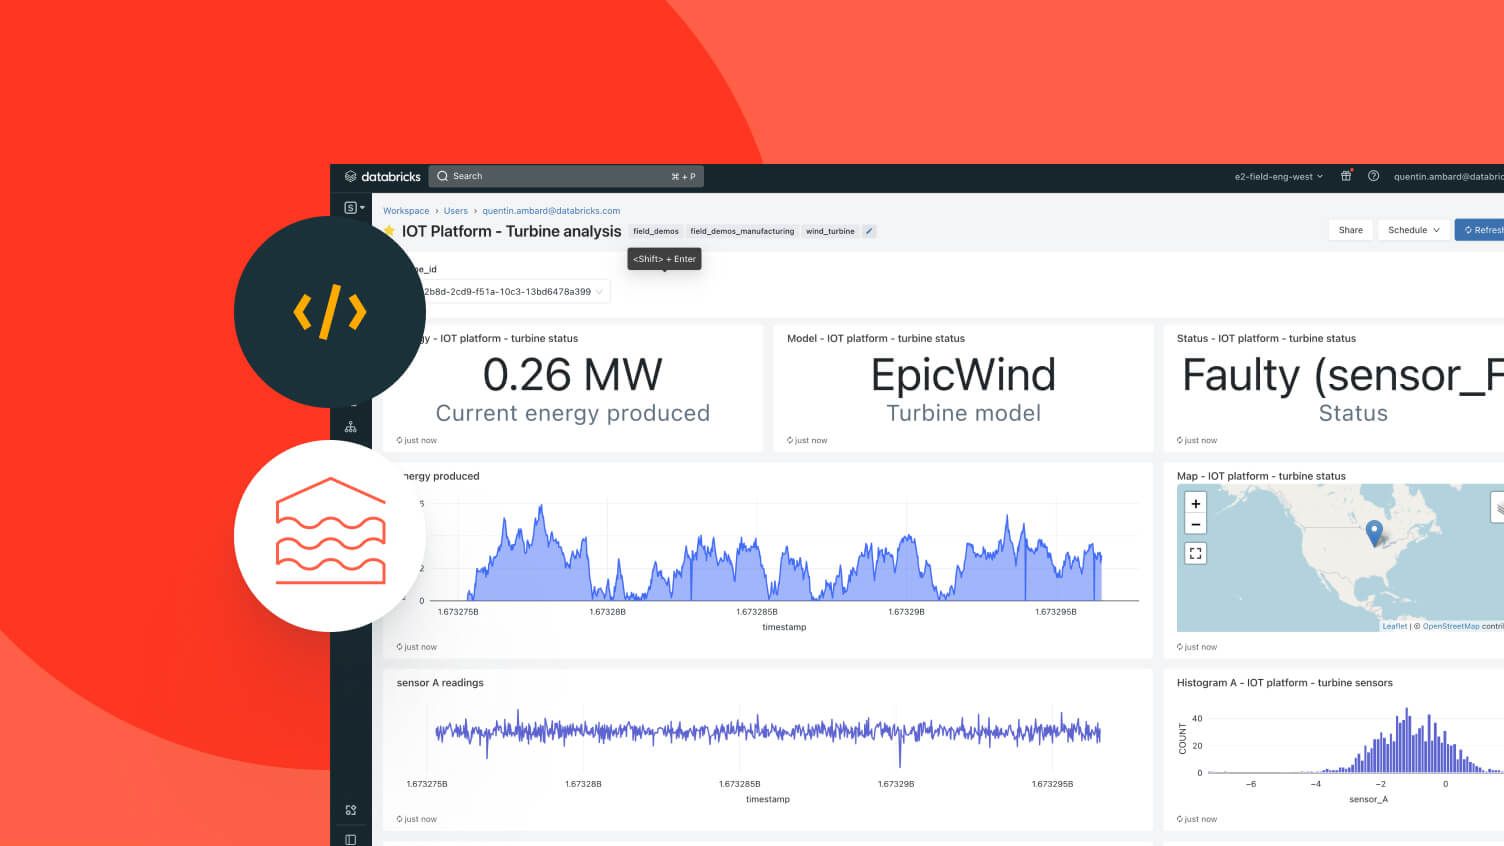 databricks
Search
⌘ + P
e2-field-eng-west
quentin.ambard@databric
S
Workspace › Users › quentin.ambard@databricks.com
IOT Platform - Turbine analysis
field_demos
field_demos_manufacturing
wind_turbine
Share
Schedule
Refresh
<Shift> + Enter
e_id
2b8d-2cd9-f51a-10c3-13bd6478a399
gy - IOT platform - turbine status
0.26 MW
Current energy produced
just now
Model - IOT platform - turbine status
EpicWind
Turbine model
just now
Status - IOT platform - turbine status
Faulty (sensor_F
Status
just now
nergy produced
2
0
1.673275B
1.67328B
1.673285B
1.67329B
1.673295B
timestamp
just now
Map - IOT platform - turbine status
+
−
Leaflet | © OpenStreetMap contri
just now
sensor A readings
1.673275B
1.67328B
1.673285B
1.67329B
1.673295B
timestamp
just now
Histogram A - IOT platform - turbine sensors
COUNT
40
20
0
−6
−4
−2
0
sensor_A
just now